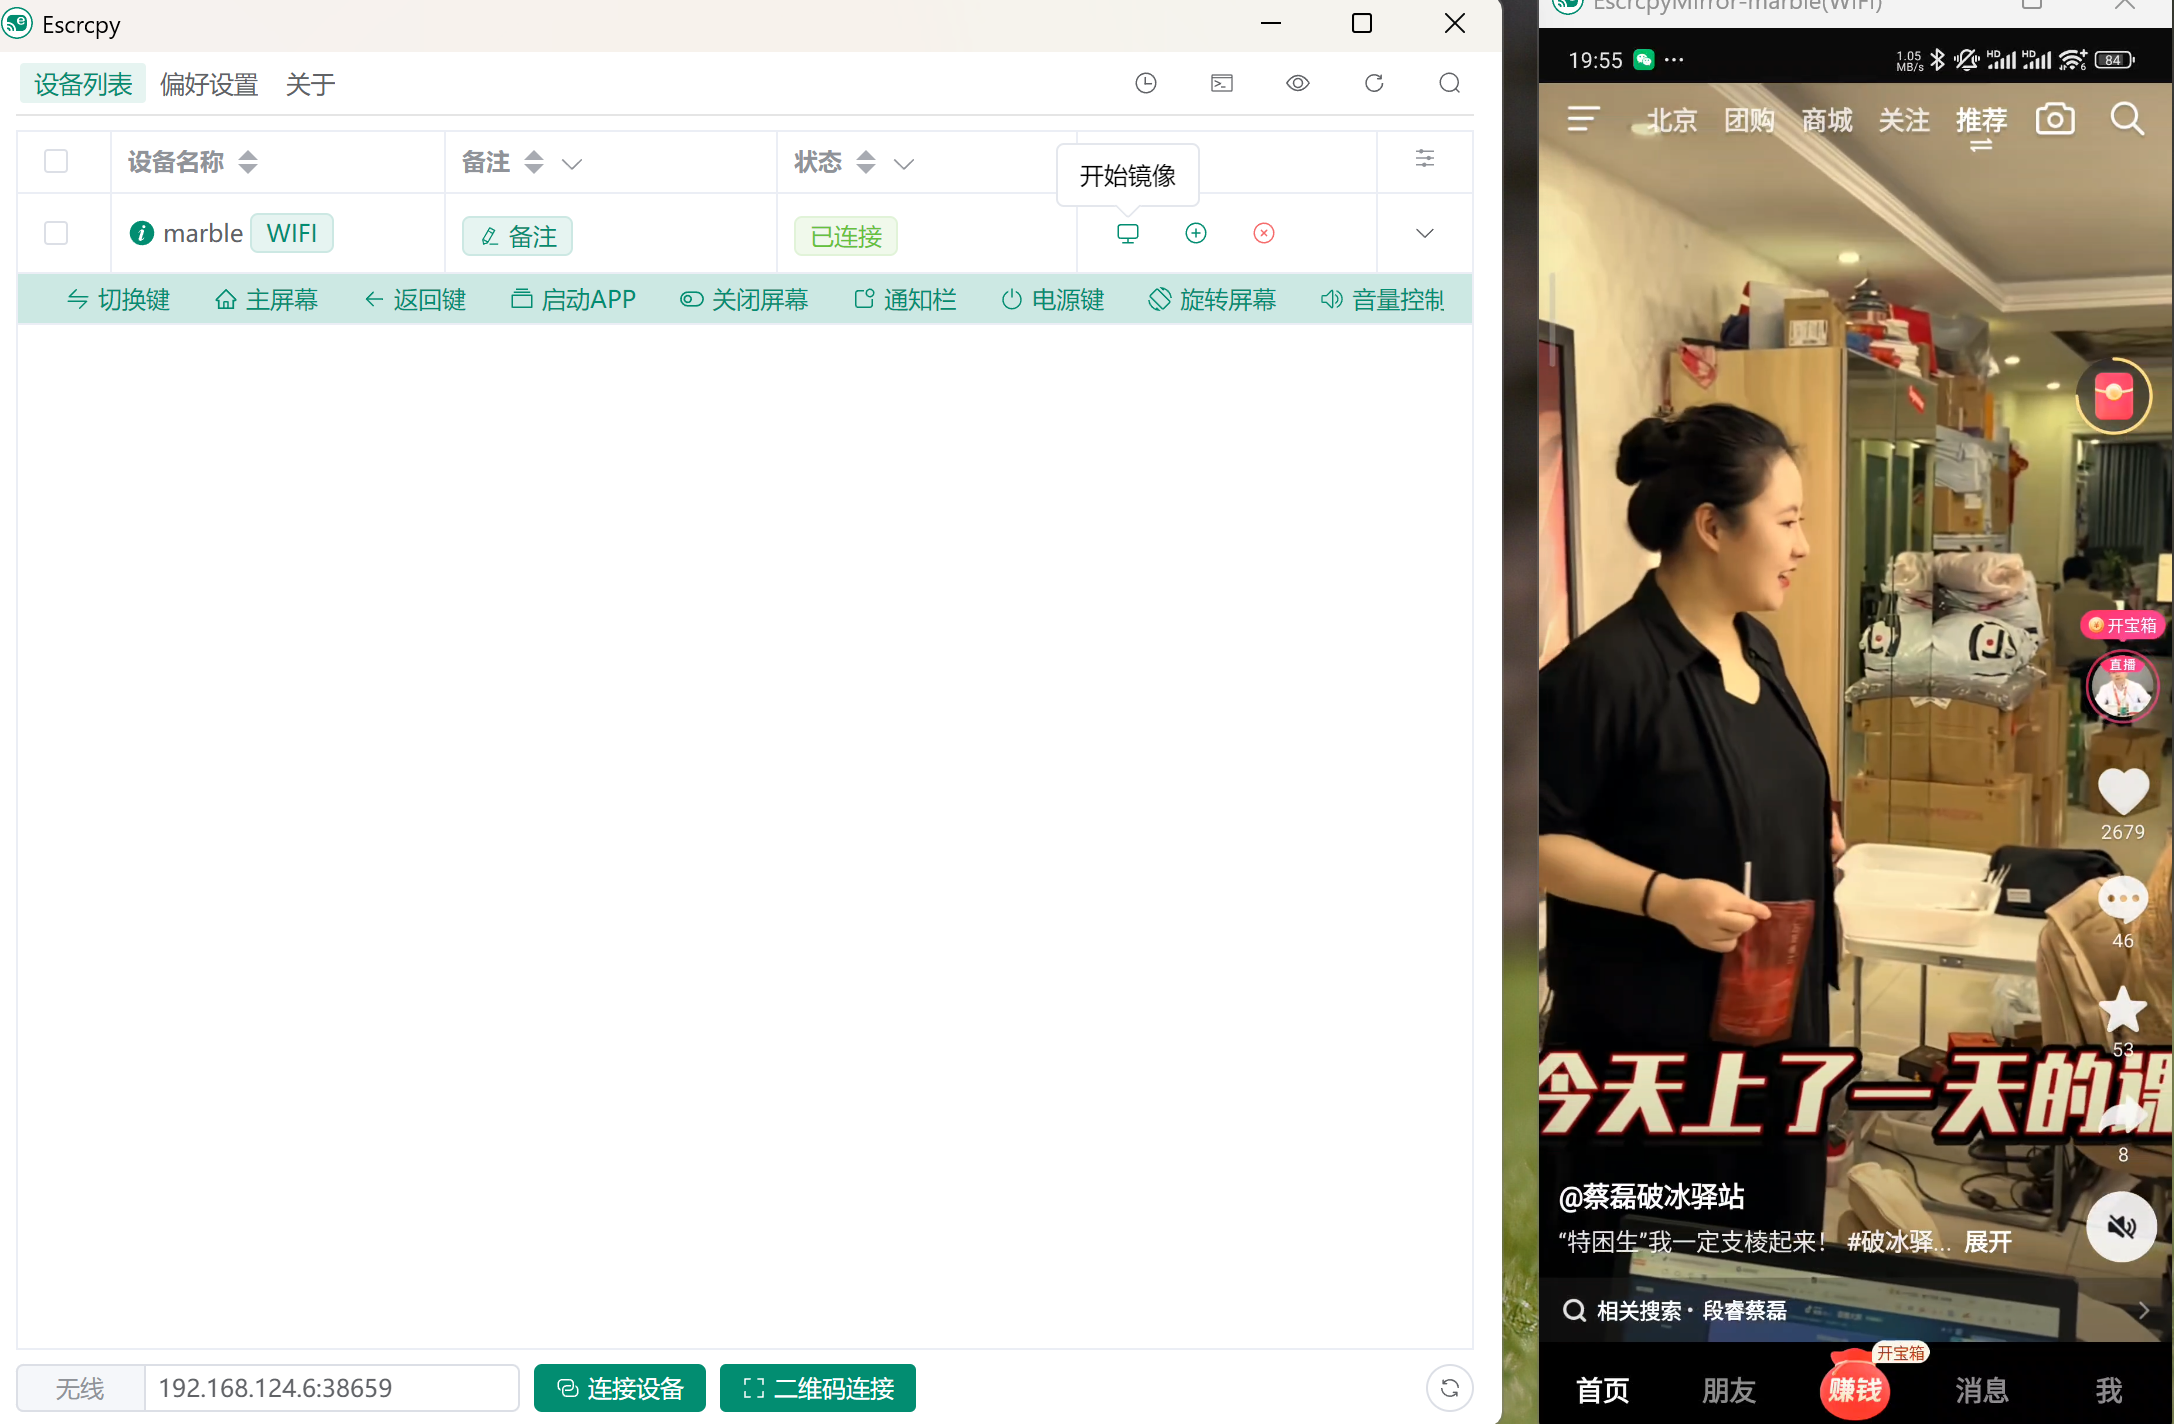 Escrcpy
设备列表 偏好设置 关于
设备名称 备注 状态
开始镜像
marble WIFI 备注 已连接
切换键 主屏幕 返回键 启动APP 关闭屏幕 通知栏 电源键 旋转屏幕 音量控制
无线 192.168.124.6:38659 连接设备 二维码连接
EscrcpyMirror-marble(WIFI)
19:55 ··· 1.05 MB/s HD HD 6 84
北京 团购 商城 关注 推荐
开宝箱
直播
2679
46
53
今天上了一天的课
8
@蔡磊破冰驿站
“特困生”我一定支棱起来！ #破冰驿... 展开
相关搜索· 段睿蔡磊
开宝箱
首页 朋友 赚钱 消息 我